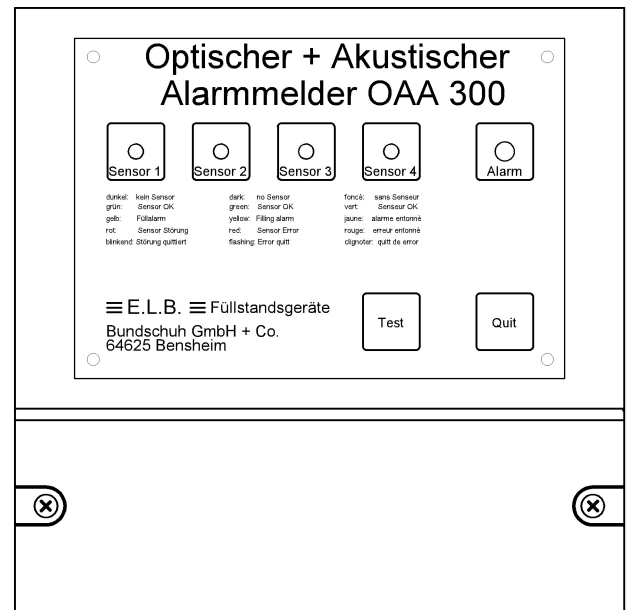 Optischer + Akustischer
Alarmmelder OAA 300
Sensor 1 Sensor 2 Sensor 3 Sensor 4 Alarm
dunkel: kein Sensor dark: no Sensor foncè: sans Senseur
grün: Sensor OK green: Sensor OK vert: Senseur OK
gelb: Füllalarm yellow: Filling alarm jaune: alarme entonnè
rot: Sensor Störung red: Sensor Error rouge: erreur entonnè
blinkend: Störung quittiert flashing: Error quitt clignoter: quitt de error
E.L.B. Füllstandsgeräte
Bundschuh GmbH + Co.
64625 Bensheim
Test Quit